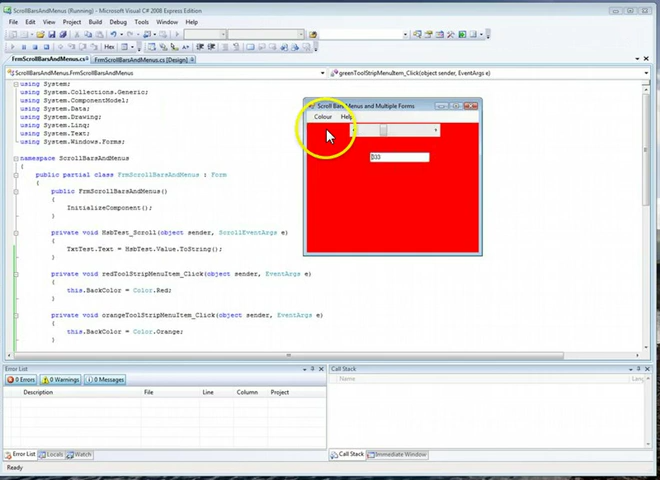 ScrollBarsAndMenus (Running) - Microsoft Visual C# 2008 Express Edition
File Edit View Project Build Debug Data Tools Window Help
Hex
FrmScrollBarsAndMenus.cs FrmScrollBarsAndMenus.cs [Design]
ScrollBarsAndMenus.FrmScrollBarsAndMenus greenToolStripMenuItem_Click(object sender, EventArgs e)
using System;
using System.Collections.Generic;
using System.ComponentModel;
using System.Data;
using System.Drawing;
using System.Linq;
using System.Text;
using System.Windows.Forms;
Scroll Bars Menus and Multiple Forms
Colour Help
333
namespace ScrollBarsAndMenus
{
public partial class FrmScrollBarsAndMenus : Form
{
public FrmScrollBarsAndMenus()
{
InitializeComponent();
}
private void HsbTest_Scroll(object sender, ScrollEventArgs e)
{
TxtTest.Text = HsbTest.Value.ToString();
}
private void redToolStripMenuItem_Click(object sender, EventArgs e)
{
this.BackColor = Color.Red;
}
private void orangeToolStripMenuItem_Click(object sender, EventArgs e)
{
this.BackColor = Color.Orange;
}
Error List
0 Errors 0 Warnings 0 Messages
Description File Line Column Project
Call Stack
Name
Error List Locals Watch
Call Stack Immediate Window
Ready